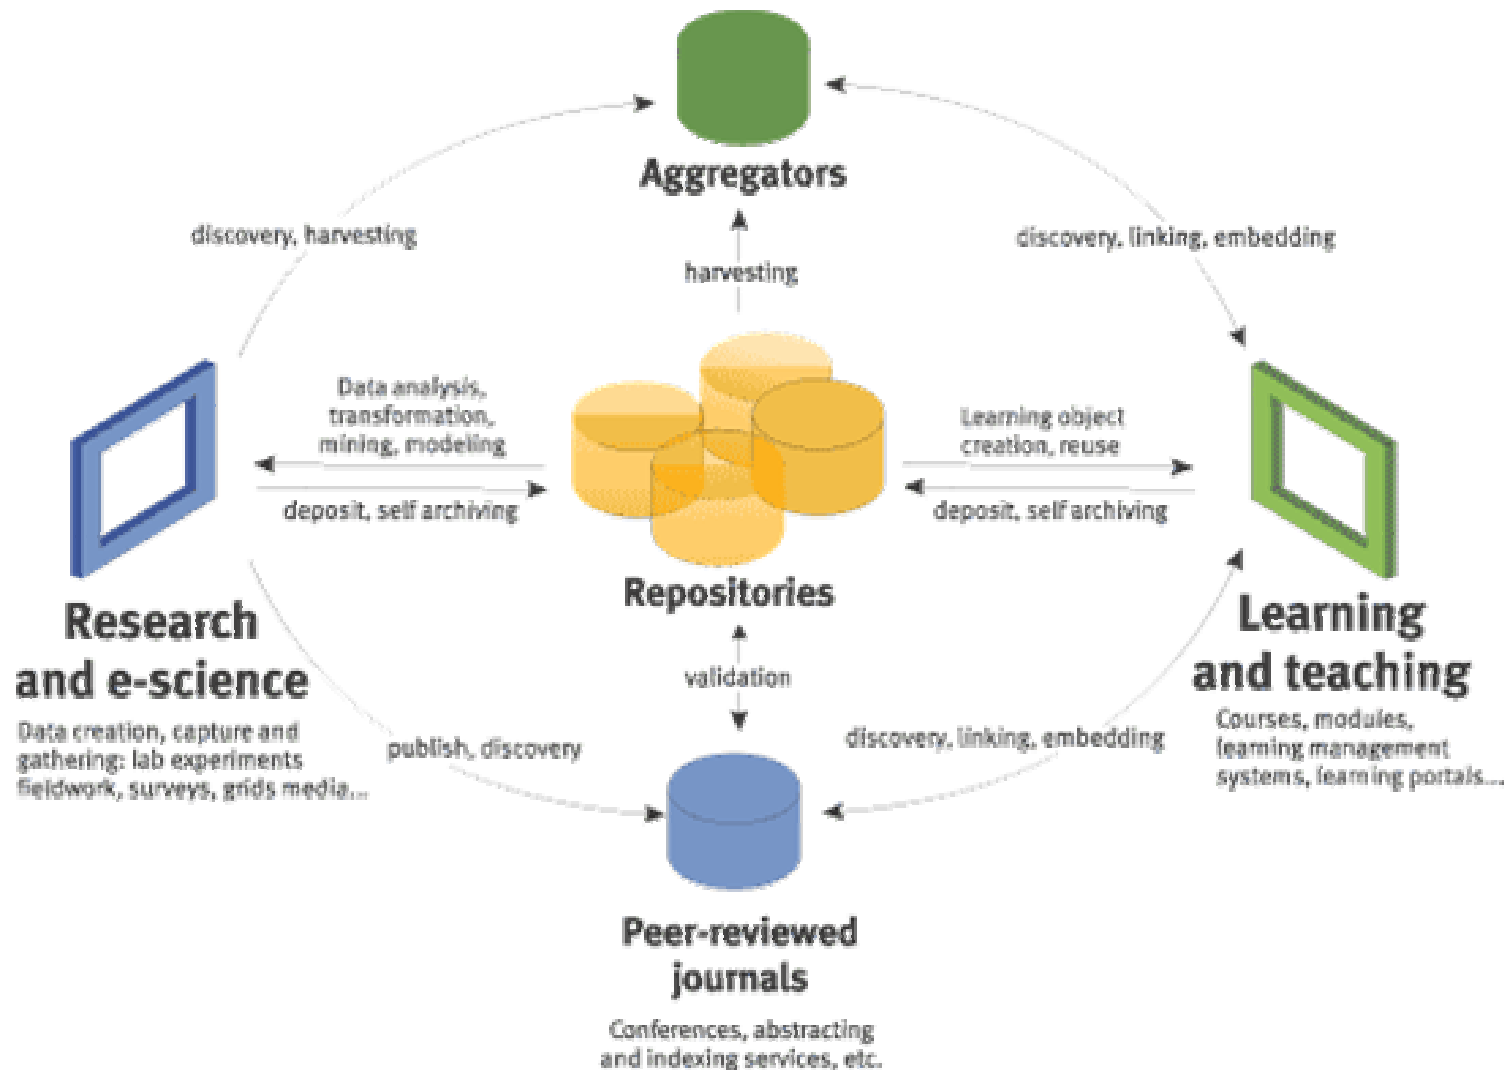 Aggregators
discovery, harvesting
discovery, linking, embedding
harvesting
Data analysis,
transformation,
mining, modeling
Learning object
creation, reuse
deposit, self archiving
deposit, self archiving
Repositories
Research
and e-science
Data creation, capture and
gathering: lab experiments
fieldwork, surveys, grids media...
Learning
and teaching
Courses, modules,
learning management
systems, learning portals....
validation
publish, discovery
discovery, linking, embedding
Peer-reviewed
journals
Conferences, abstracting
and indexing services, etc.